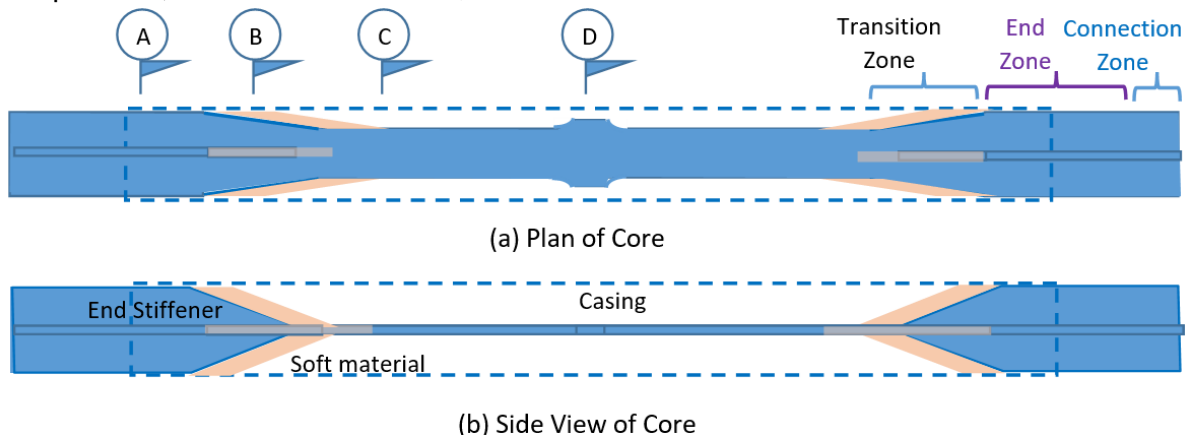 A
B
C
D
Transition
Zone
End
Zone
Connection
Zone
(a) Plan of Core
End Stiffener
Casing
Soft material
(b) Side View of Core